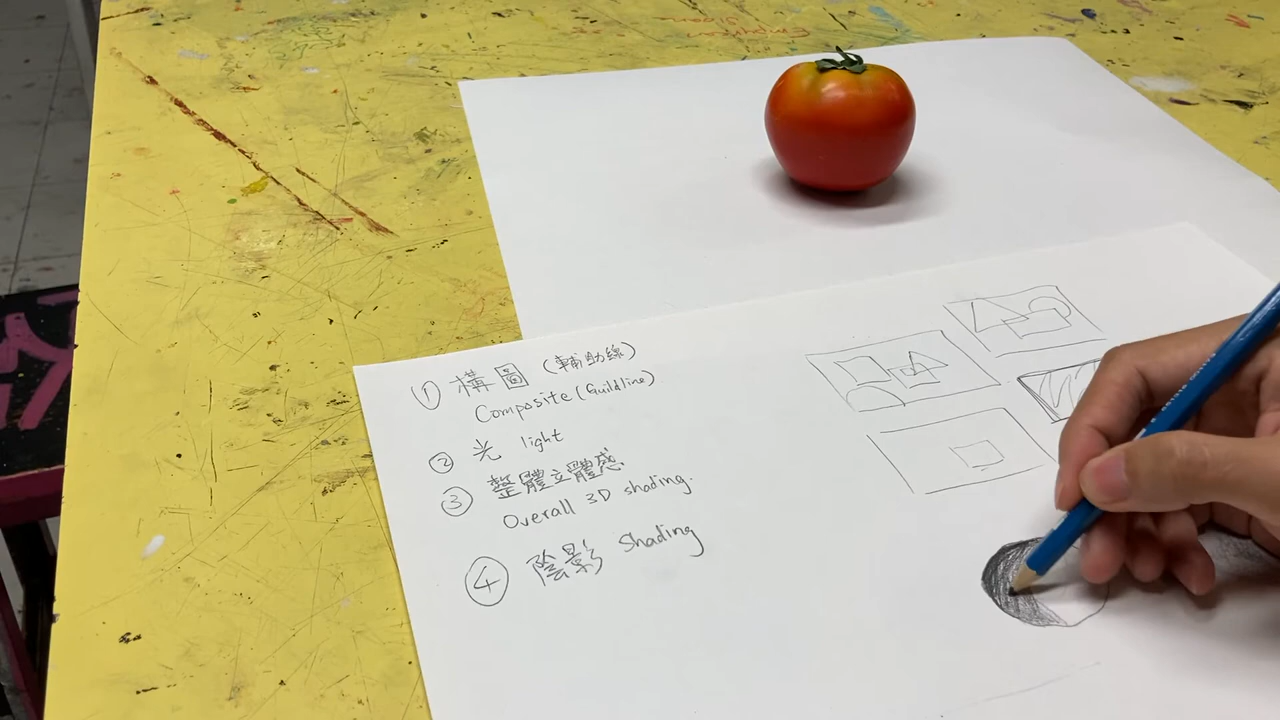 ① 構圖 (輔助線)
Composite (Guildline)
② 光 light
③ 整體立體感
Overall 3D shading.
④ 陰影 Shading